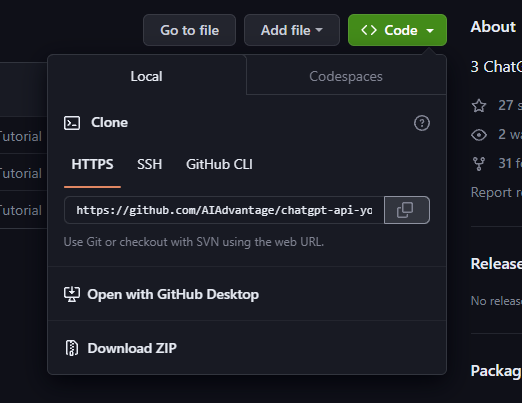 Go to file
Add file
Code
About
Local
Codespaces
3 ChatG
Clone
27 s
2 wa
31 fo
HTTPS
SSH
GitHub CLI
Report r
Tutorial
Tutorial
Tutorial
https://github.com/AIAdvantage/chatgpt-api-yo
Use Git or checkout with SVN using the web URL.
Open with GitHub Desktop
Download ZIP
Release
No releas
Packag